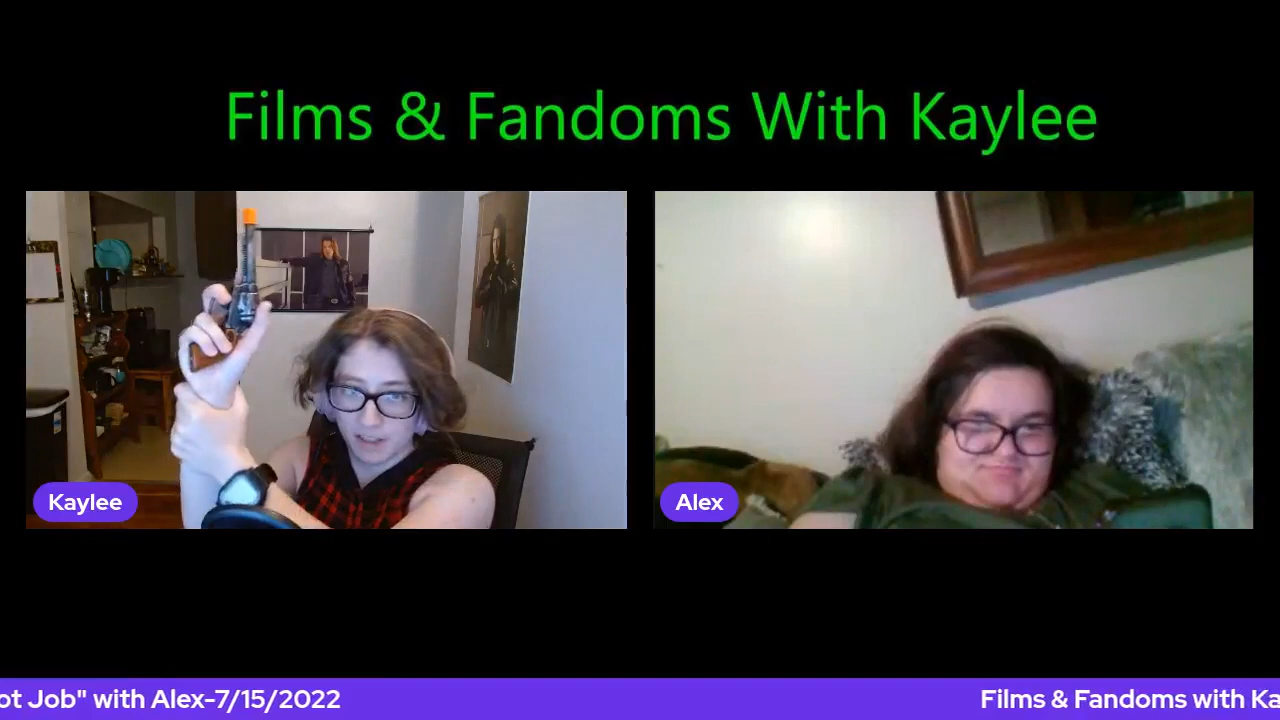 Films & Fandoms With Kaylee
Kaylee
Alex
ot Job" with Alex-7/15/2022
Films & Fandoms with Ka